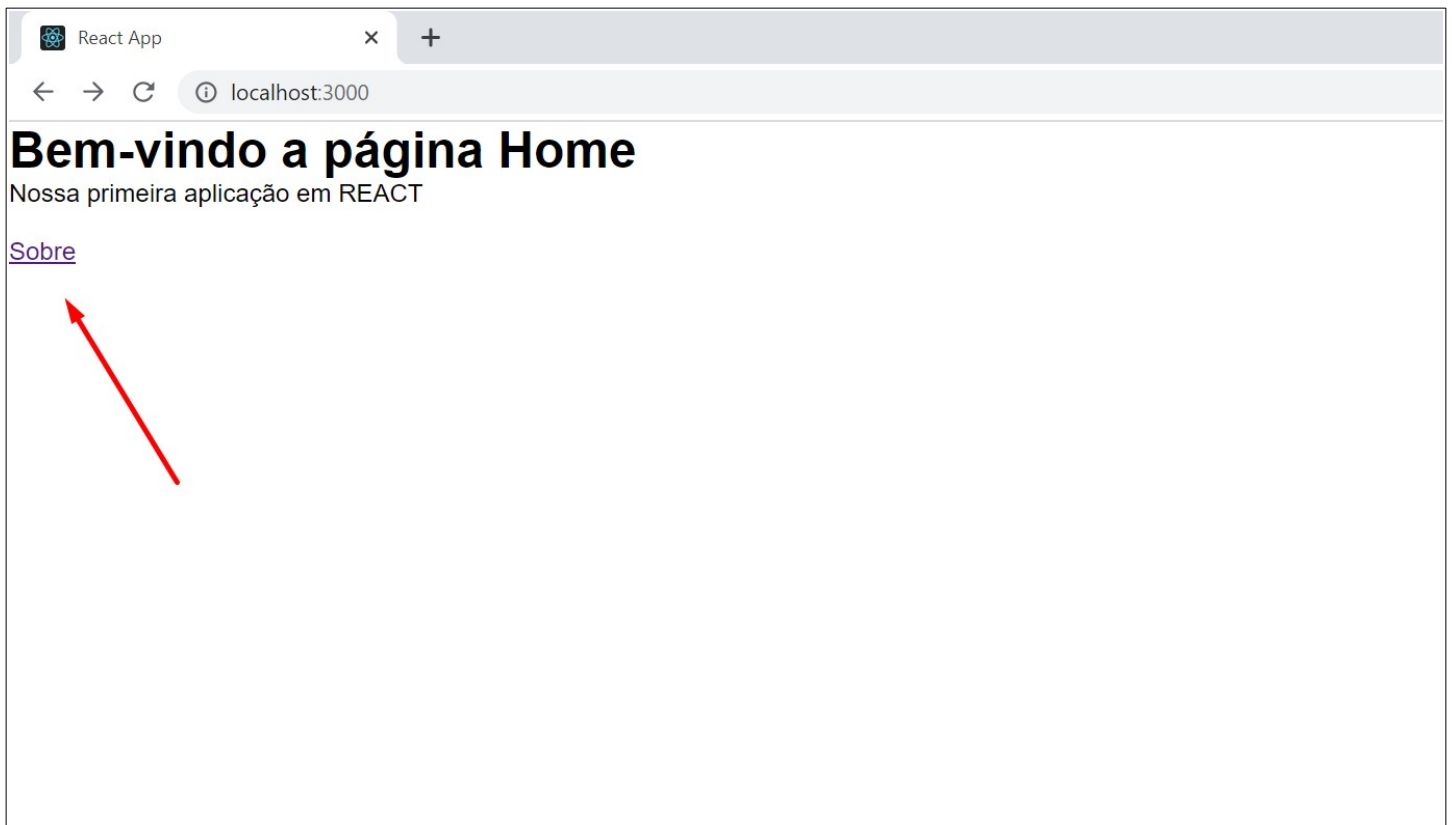 React App
localhost:3000
Bem-vindo a página Home
Nossa primeira aplicação em REACT
Sobre